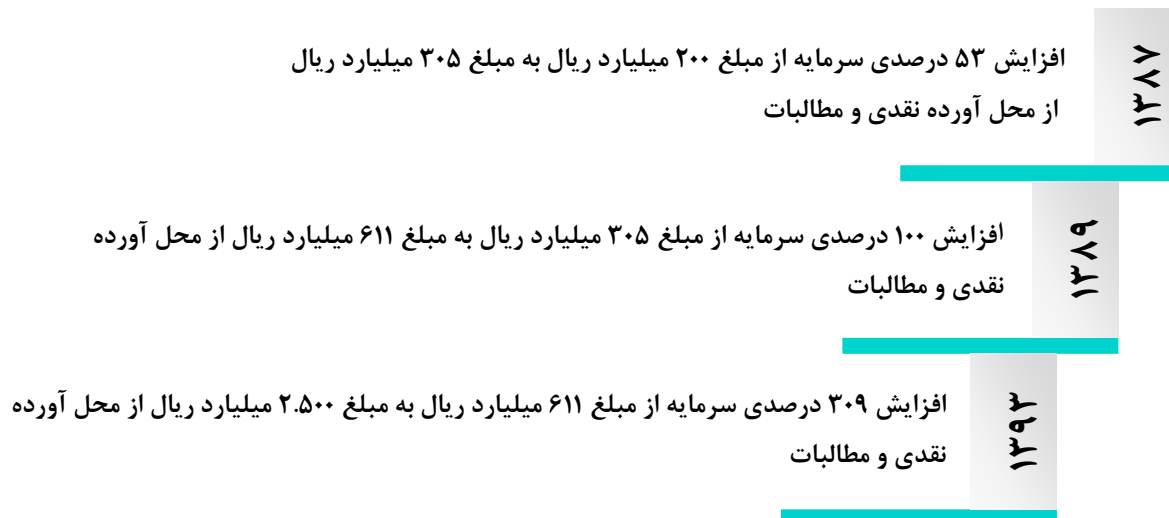 ۱۳۸۷
افزایش ۵۳ درصدی سرمایه از مبلغ ۲۰۰ میلیارد ریال به مبلغ ۳۰۵ میلیارد ریال
از محل آورده نقدی و مطالبات
۱۳۸۹
افزایش ۱۰۰ درصدی سرمایه از مبلغ ۳۰۵ میلیارد ریال به مبلغ ۶۱۱ میلیارد ریال از محل آورده
نقدی و مطالبات
۱۳۹۳
افزایش ۳۰۹ درصدی سرمایه از مبلغ ۶۱۱ میلیارد ریال به مبلغ ۲.۵۰۰ میلیارد ریال از محل آورده
نقدی و مطالبات